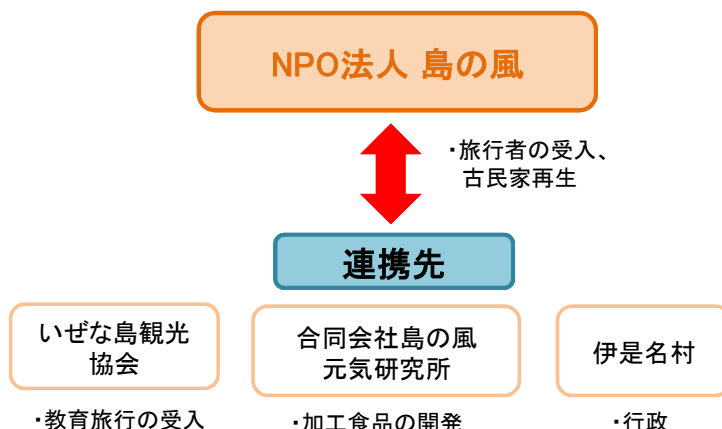 NPO法人 島の風
・旅行者の受入、
古民家再生
連携先
いぜな島観光
協会
合同会社島の風
元気研究所
伊是名村
・教育旅行の受入
・加工食品の開発
・行政